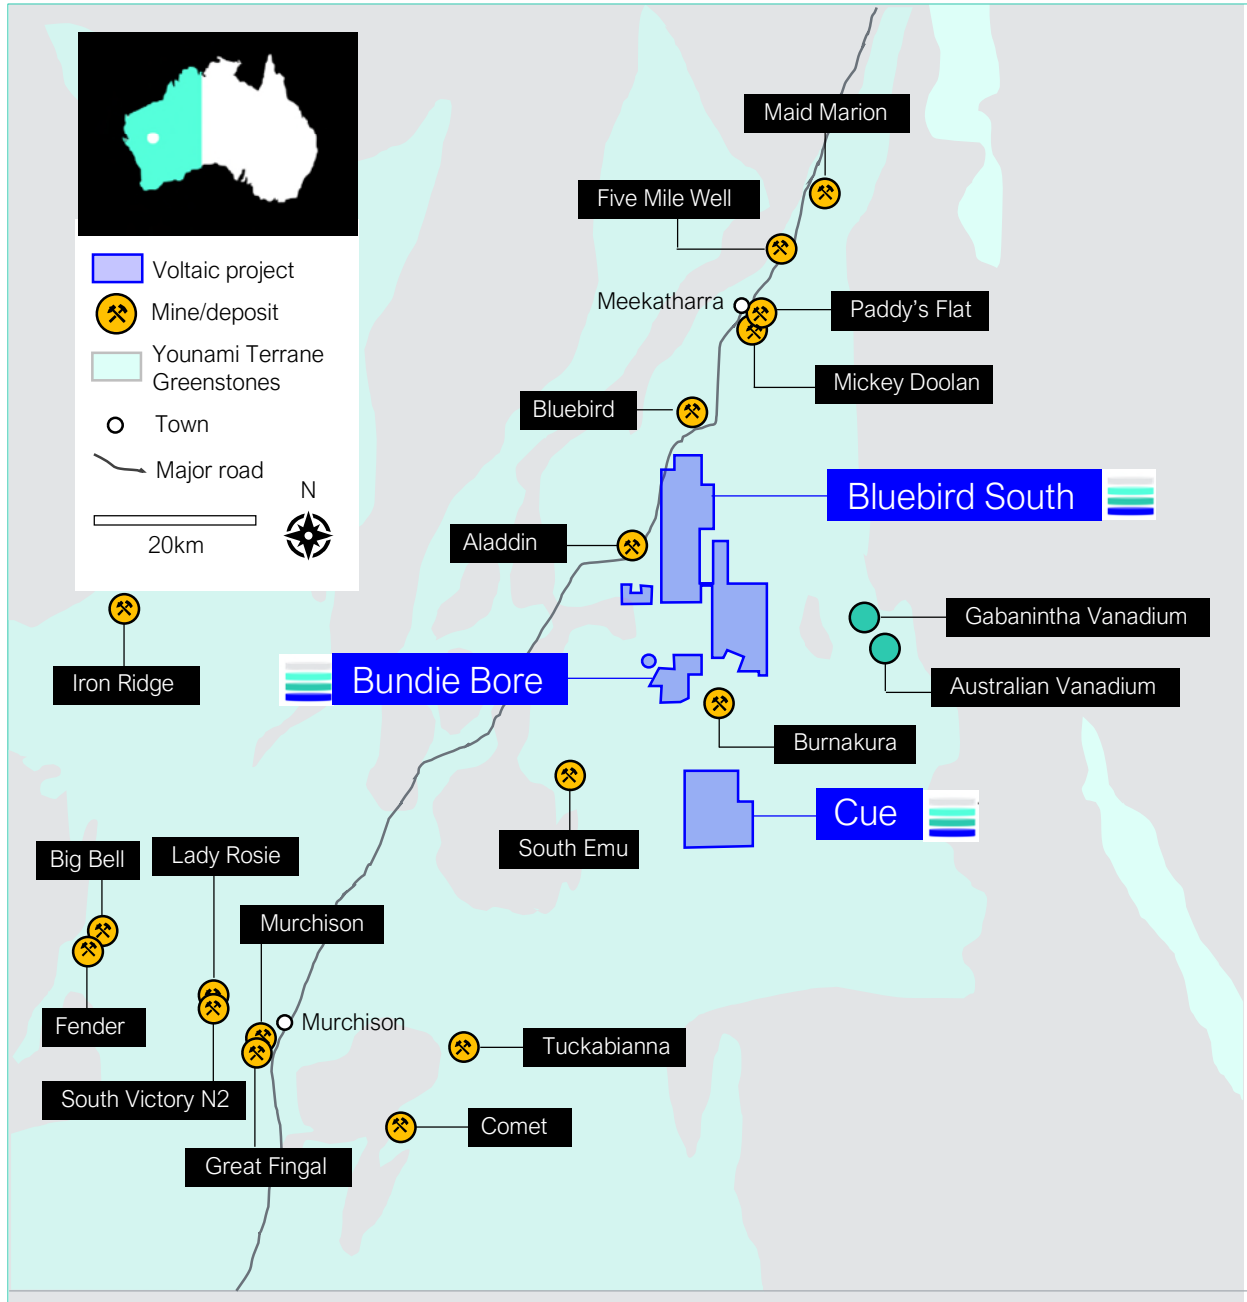 Maid Marion
Five Mile Well
Meekatharra
Paddy's Flat
Mickey Doolan
Bluebird
Voltaic project
Mine/deposit
Younami Terrane
Greenstones
Town
Major road
N
20km
Bluebird South
Aladdin
Gabanintha Vanadium
Iron Ridge
Bundie Bore
Australian Vanadium
Burnakura
Cue
South Emu
Big Bell
Lady Rosie
Murchison
Fender
Murchison
Tuckabianna
South Victory N2
Comet
Great Fingal